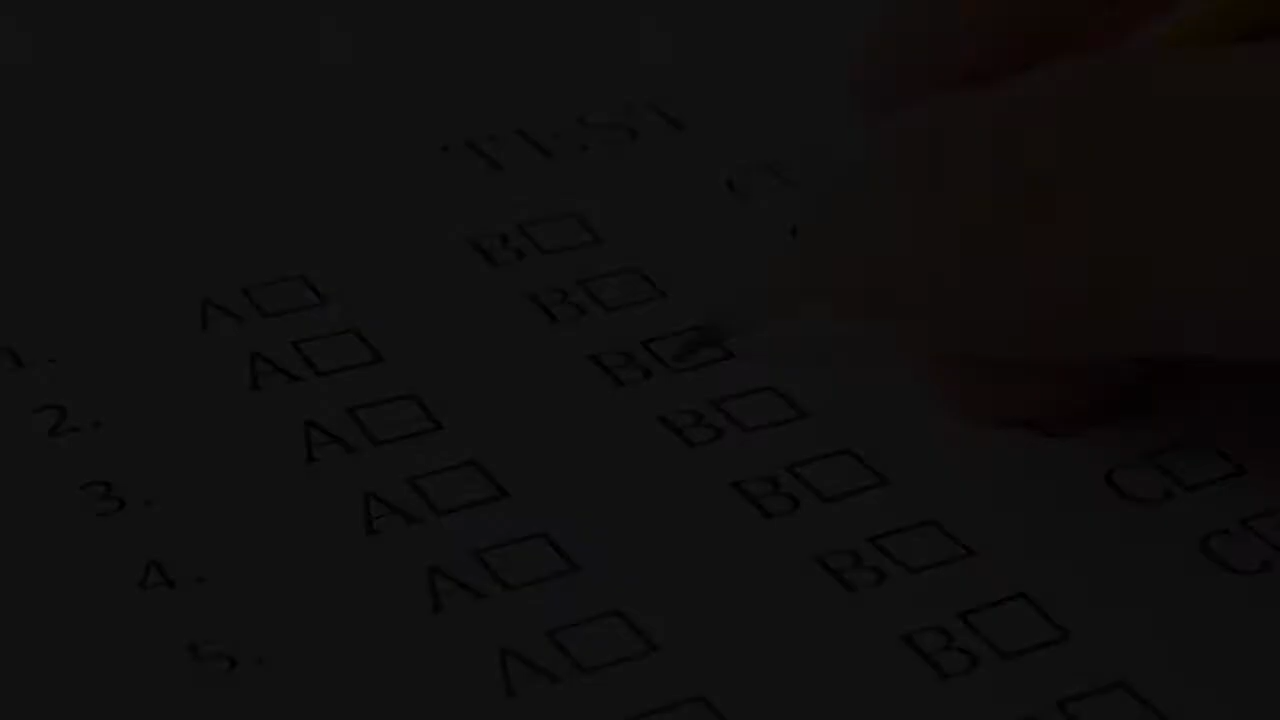 TEST
1. A B
2. A B
3. A B
4. A B
5. A B
A B C
B C